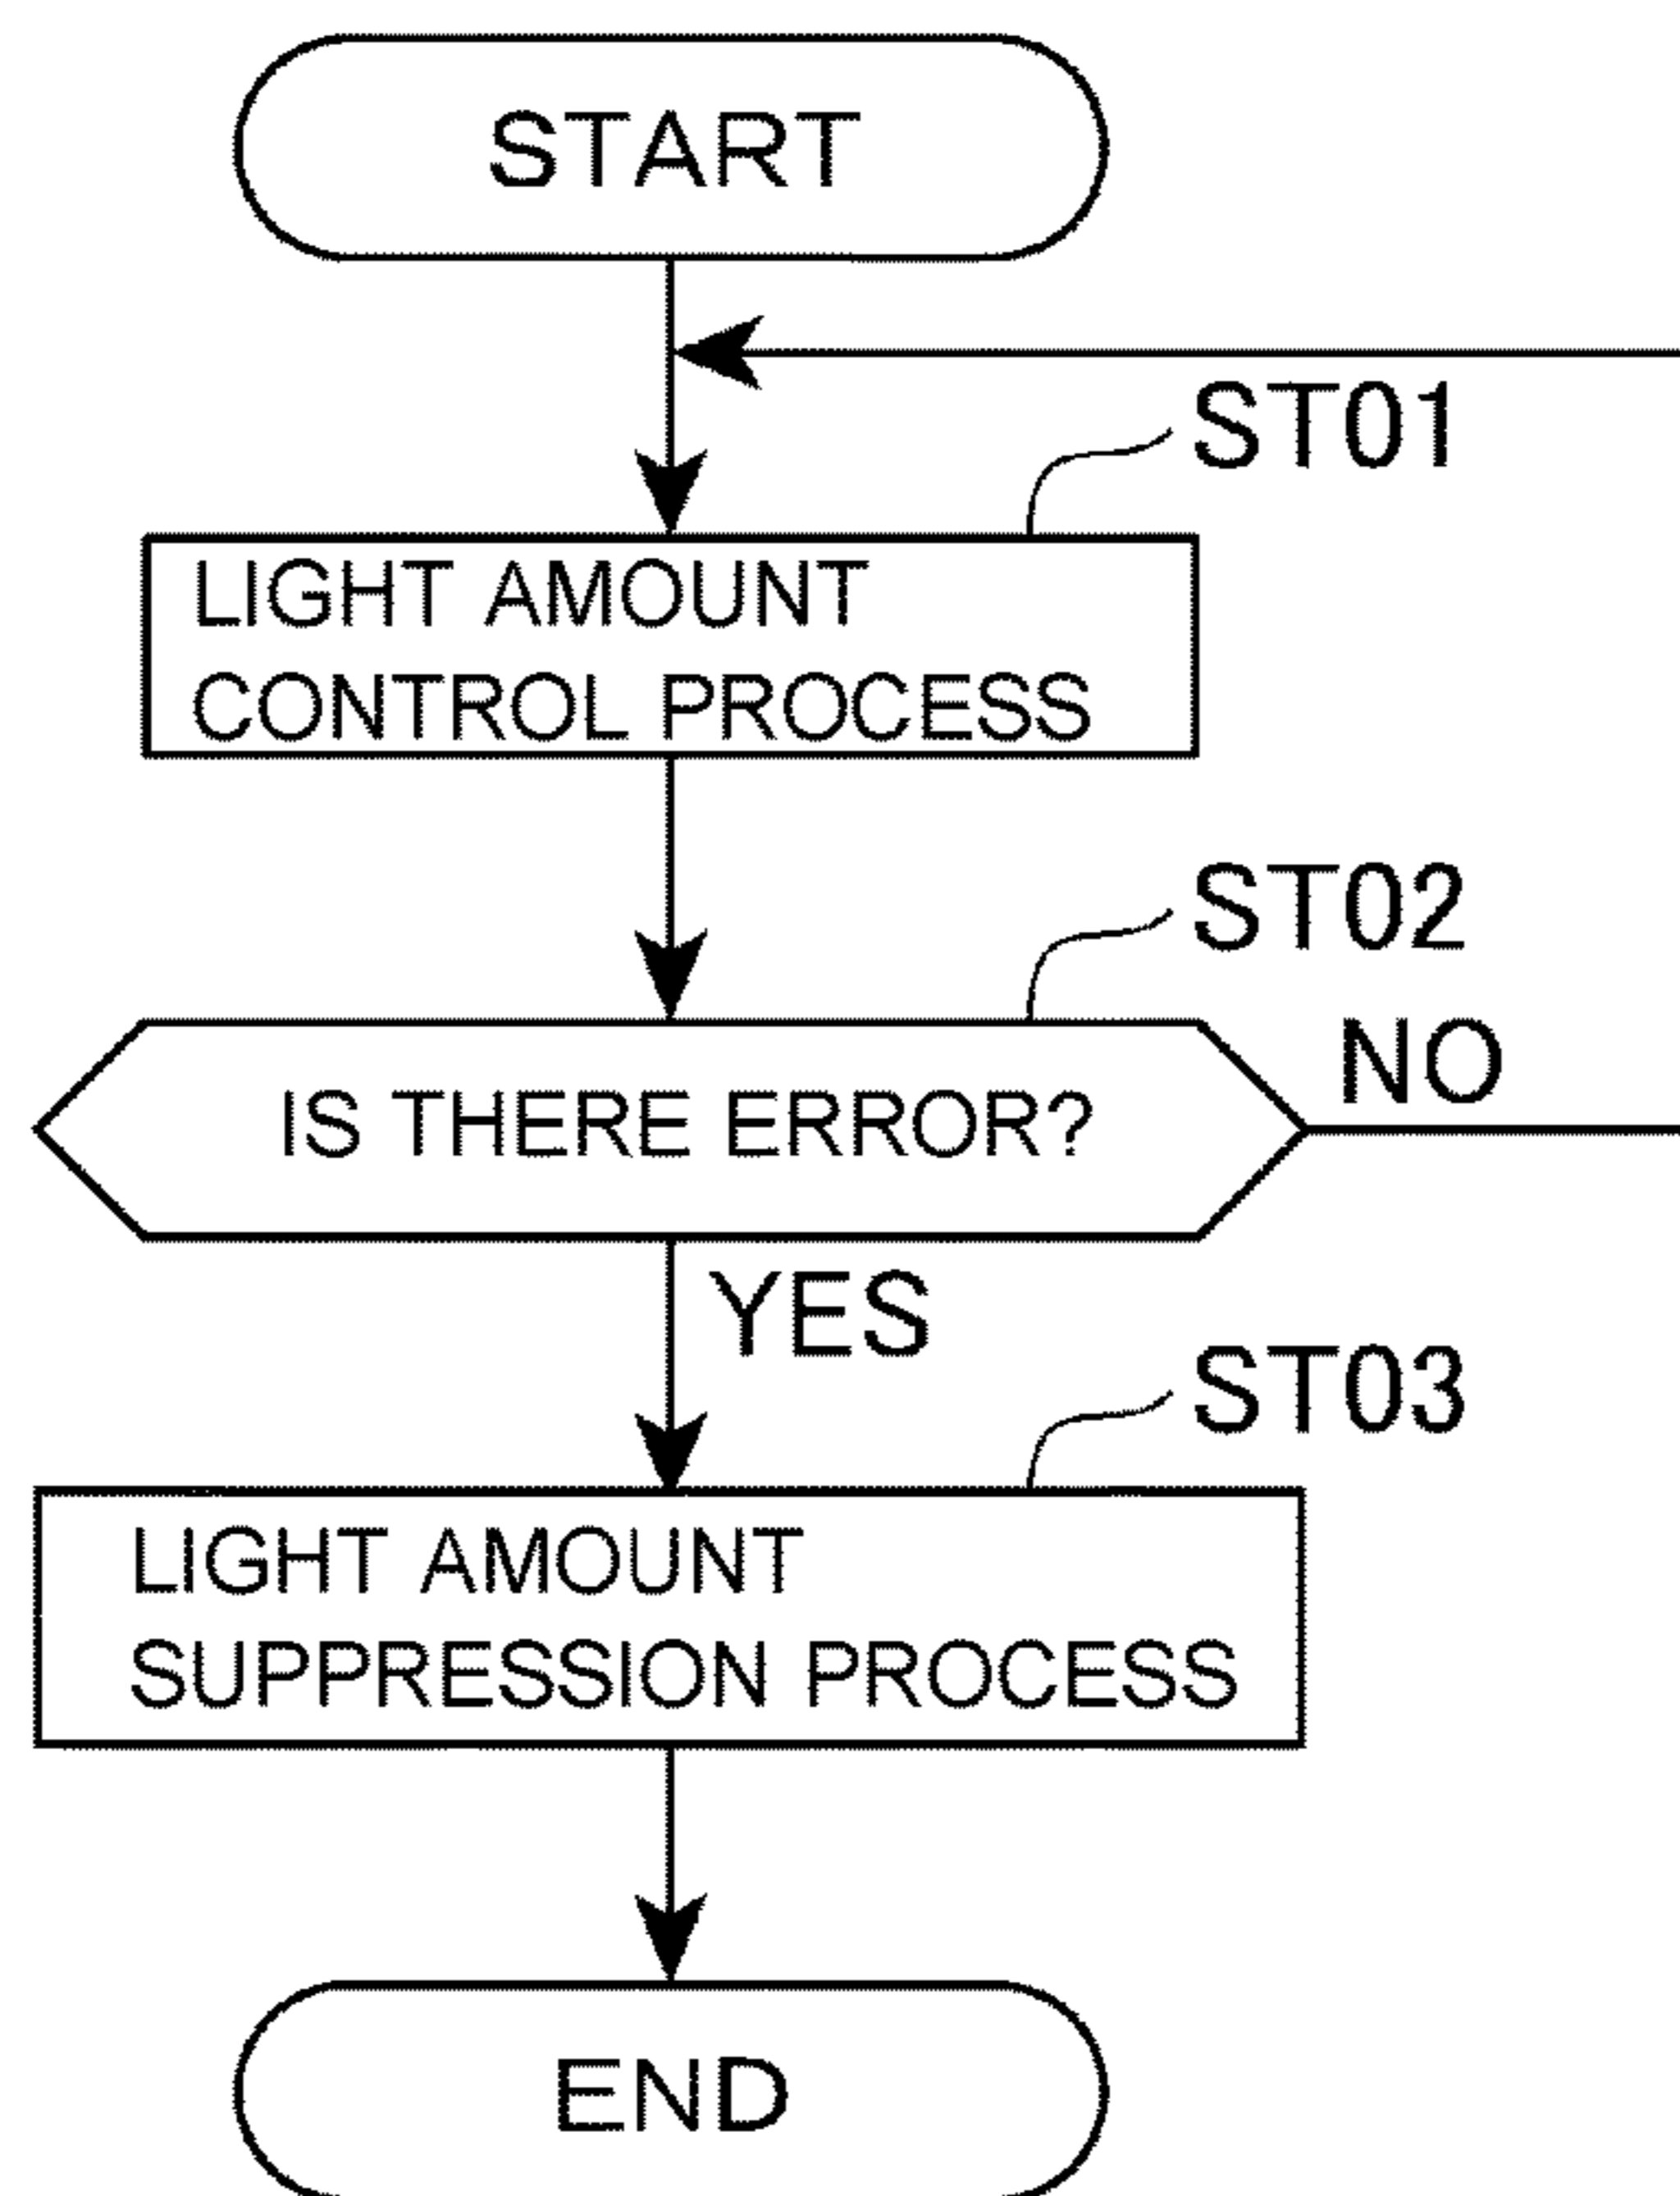 START
ST01
LIGHT AMOUNT
CONTROL PROCESS
ST02
IS THERE ERROR?
NO
YES
ST03
LIGHT AMOUNT
SUPPRESSION PROCESS
END